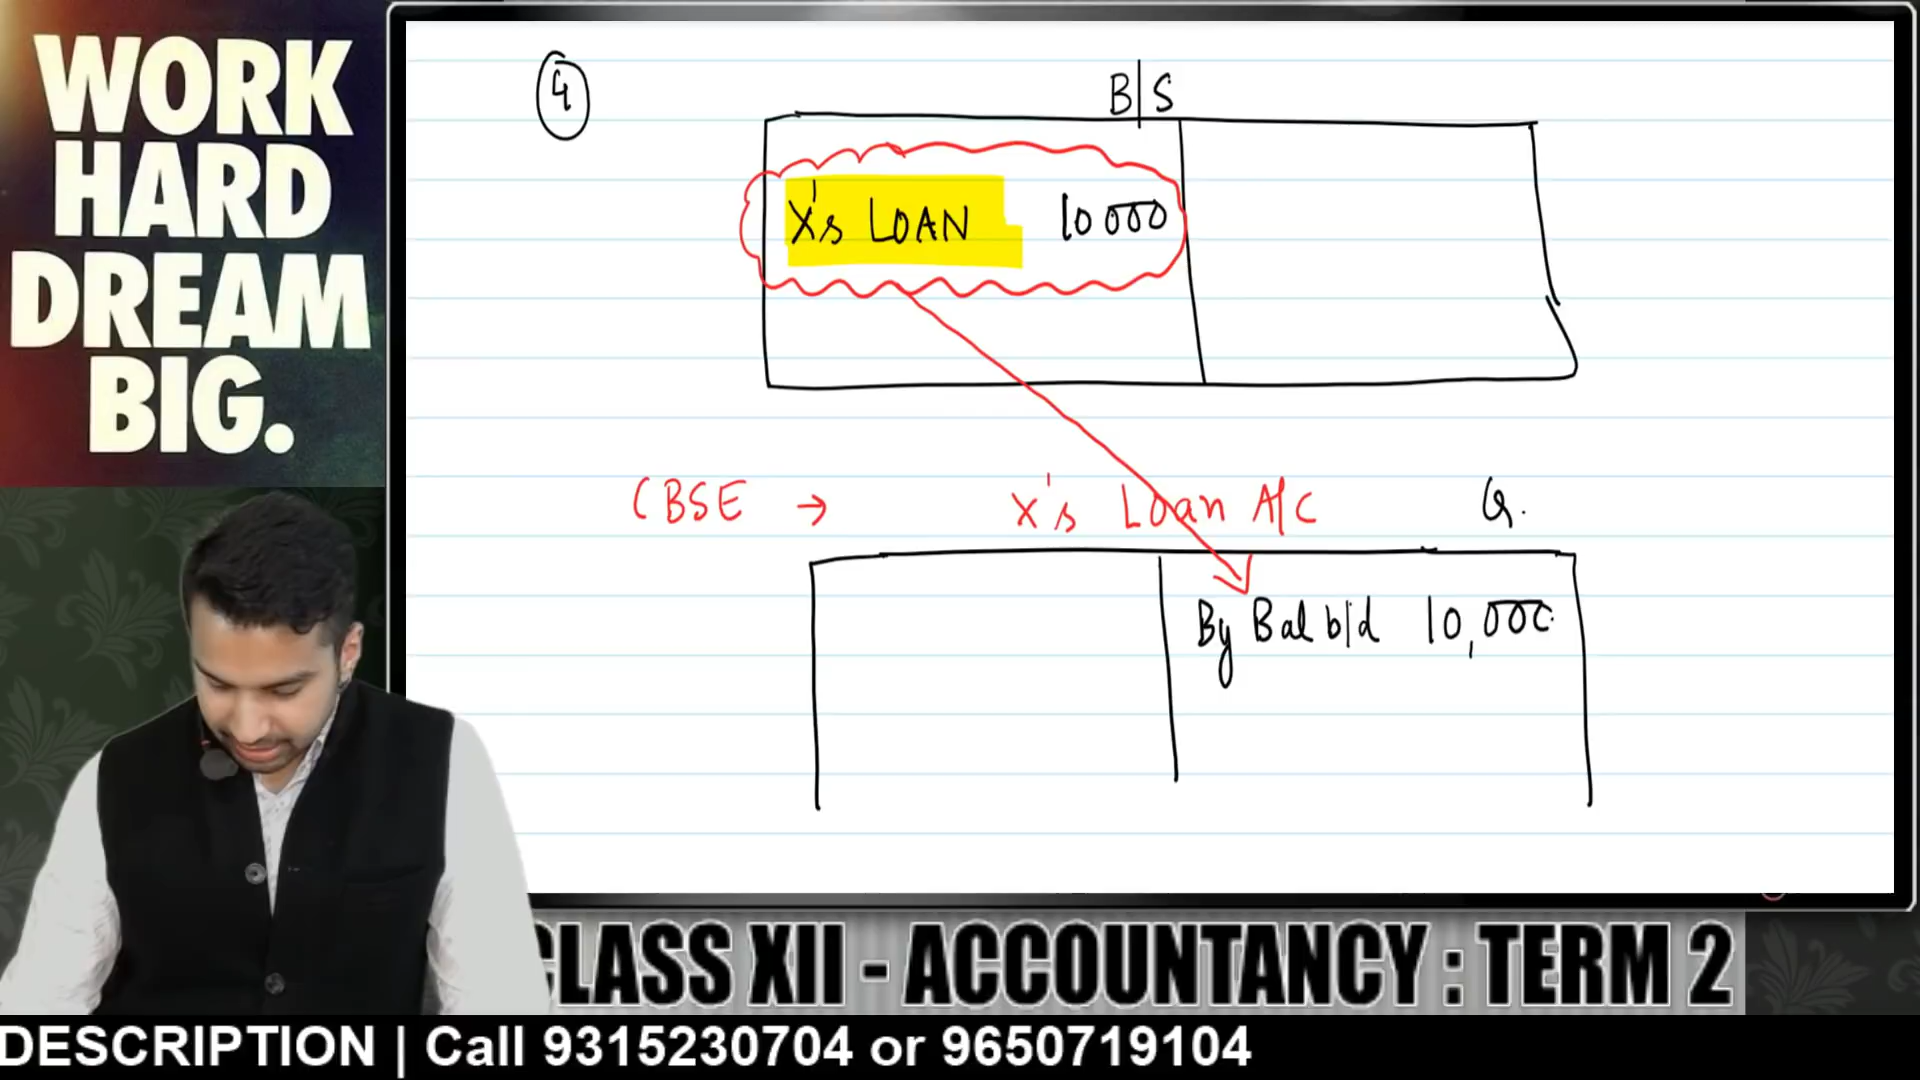 WORK
HARD
DREAM
BIG.
4
B|S
X's LOAN 10000
CBSE → X's Loan A/C
By Bal b/d 10,000
CLASS XII - ACCOUNTANCY : TERM 2
DESCRIPTION | Call 9315230704 or 9650719104